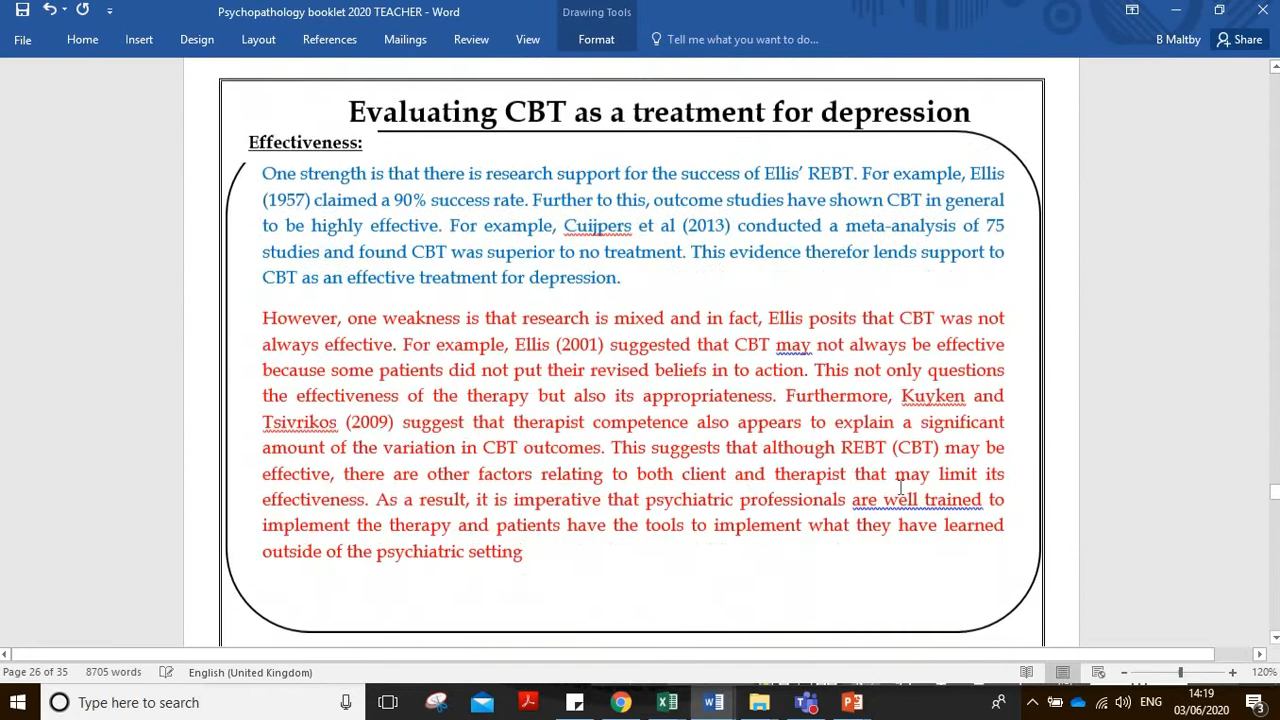 Psychopathology booklet 2020 TEACHER - Word
Drawing Tools
File Home Insert Design Layout References Mailings Review View Format Tell me what you want to do... B Maltby Share
Evaluating CBT as a treatment for depression
Effectiveness:
One strength is that there is research support for the success of Ellis' REBT. For example, Ellis
(1957) claimed a 90% success rate. Further to this, outcome studies have shown CBT in general
to be highly effective. For example, Cuijpers et al (2013) conducted a meta-analysis of 75
studies and found CBT was superior to no treatment. This evidence therefor lends support to
CBT as an effective treatment for depression.
However, one weakness is that research is mixed and in fact, Ellis posits that CBT was not
always effective. For example, Ellis (2001) suggested that CBT may not always be effective
because some patients did not put their revised beliefs in to action. This not only questions
the effectiveness of the therapy but also its appropriateness. Furthermore, Kuyken and
Tsivrikos (2009) suggest that therapist competence also appears to explain a significant
amount of the variation in CBT outcomes. This suggests that although REBT (CBT) may be
effective, there are other factors relating to both client and therapist that may limit its
effectiveness. As a result, it is imperative that psychiatric professionals are well trained to
implement the therapy and patients have the tools to implement what they have learned
outside of the psychiatric setting
Page 26 of 35 8705 words English (United Kingdom) 120%
Type here to search
ENG
14:19
03/06/2020
3